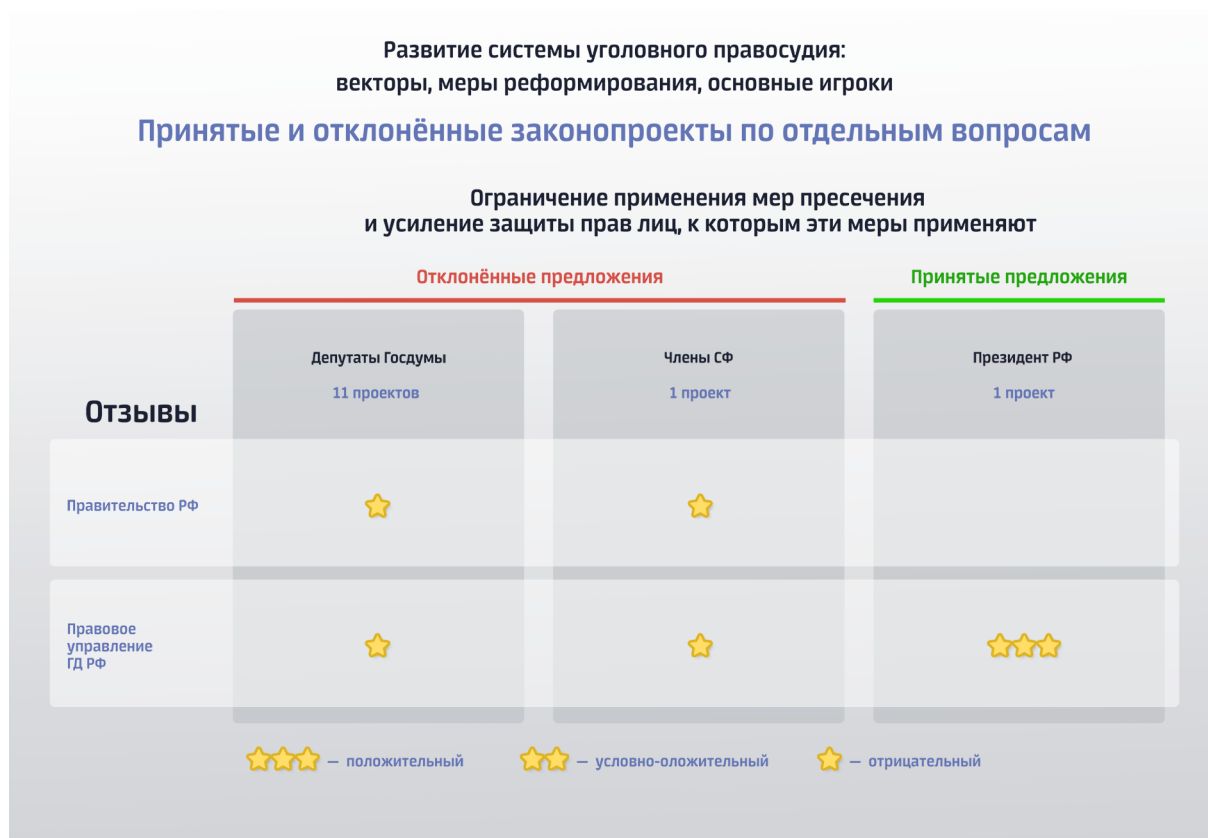 Развитие системы уголовного правосудия:
векторы, меры реформирования, основные игроки
Принятые и отклонённые законопроекты по отдельным вопросам
Ограничение применения мер пресечения
и усиление защиты прав лиц, к которым эти меры применяют
Отклонённые предложения
Принятые предложения
Депутаты Госдумы
Члены СФ
Президент РФ
11 проектов
1 проект
1 проект
Отзывы
Правительство РФ
Правовое
управление
ГД РФ
— положительный
— условно-оложительный
— отрицательный